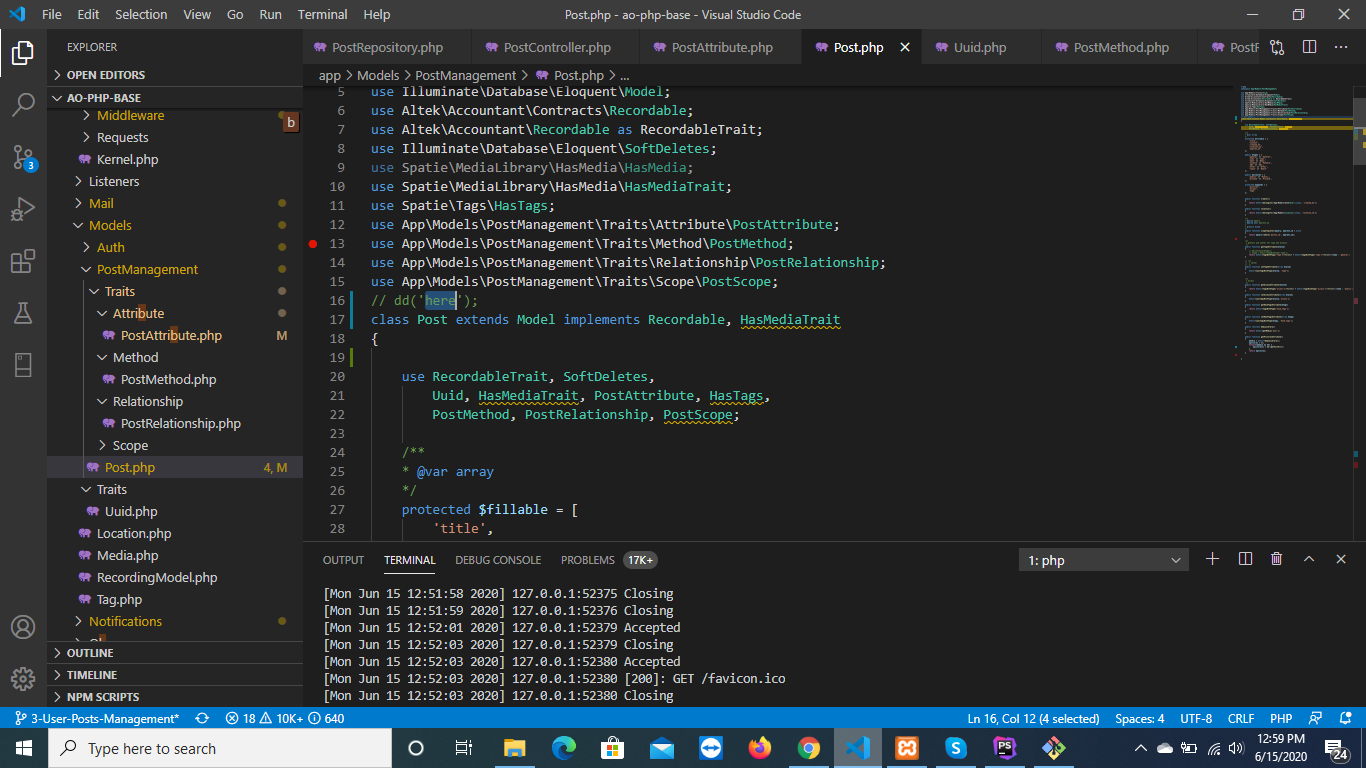 File Edit Selection View Go Run Terminal Help
Post.php - ao-php-base - Visual Studio Code
EXPLORER
OPEN EDITORS
AO-PHP-BASE
Middleware
b
Requests
Kernel.php
Listeners
Mail
Models
Auth
PostManagement
Traits
Attribute
PostAttribute.php M
Method
PostMethod.php
Relationship
PostRelationship.php
Scope
Post.php 4, M
Traits
Uuid.php
Location.php
Media.php
RecordingModel.php
Tag.php
Notifications
OUTLINE
TIMELINE
NPM SCRIPTS
3
PostRepository.php PostController.php PostAttribute.php Post.php Uuid.php PostMethod.php
app > Models > PostManagement > Post.php > ...
5 use Illuminate\Database\Eloquent\Model;
6 use Altek\Accountant\Contracts\Recordable;
7 use Altek\Accountant\Recordable as RecordableTrait;
8 use Illuminate\Database\Eloquent\SoftDeletes;
9 use Spatie\MediaLibrary\HasMedia\HasMedia;
10 use Spatie\MediaLibrary\HasMedia\HasMediaTrait;
11 use Spatie\Tags\HasTags;
12 use App\Models\PostManagement\Traits\Attribute\PostAttribute;
13 use App\Models\PostManagement\Traits\Method\PostMethod;
14 use App\Models\PostManagement\Traits\Relationship\PostRelationship;
15 use App\Models\PostManagement\Traits\Scope\PostScope;
16 // dd('here');
17 class Post extends Model implements Recordable, HasMediaTrait
18 {
19
20 use RecordableTrait, SoftDeletes,
21 Uuid, HasMediaTrait, PostAttribute, HasTags,
22 PostMethod, PostRelationship, PostScope;
23
24 /**
25 * @var array
26 */
27 protected $fillable = [
28 'title',
OUTPUT TERMINAL DEBUG CONSOLE PROBLEMS 17K+
1: php
[Mon Jun 15 12:51:58 2020] 127.0.0.1:52375 Closing
[Mon Jun 15 12:51:59 2020] 127.0.0.1:52376 Closing
[Mon Jun 15 12:52:01 2020] 127.0.0.1:52379 Accepted
[Mon Jun 15 12:52:03 2020] 127.0.0.1:52379 Closing
[Mon Jun 15 12:52:03 2020] 127.0.0.1:52380 Accepted
[Mon Jun 15 12:52:03 2020] 127.0.0.1:52380 [200]: GET /favicon.ico
[Mon Jun 15 12:52:03 2020] 127.0.0.1:52380 Closing
3-User-Posts-Management* 18 10K+ 640
Ln 16, Col 12 (4 selected) Spaces: 4 UTF-8 CRLF PHP
Type here to search
PS
S
12:59 PM
6/15/2020
24